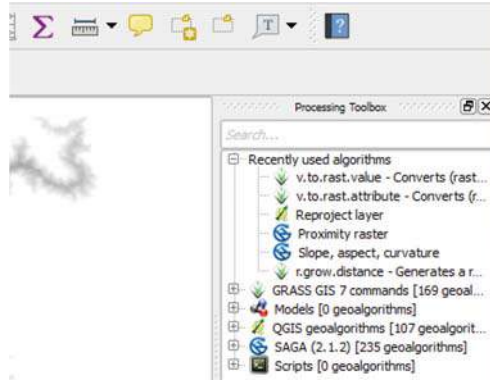 Σ
T
?
Processing Toolbox
Search...
Recently used algorithms
v.to.rast.value - Converts (rast...
v.to.rast.attribute - Converts (r...
Reproject layer
Proximity raster
Slope, aspect, curvature
r.grow.distance - Generates a r...
GRASS GIS 7 commands [169 geoal...
Models [0 geoalgorithms]
QGIS geoalgorithms [107 geoalgorit...
SAGA (2.1.2) [235 geoalgorithms]
Scripts [0 geoalgorithms]